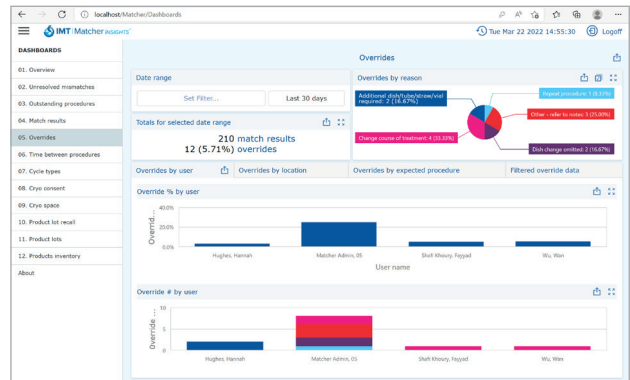 localhost/Matcher/Dashboards
IMT Matcher INSIGHTS
Tue Mar 22 2022 14:55:30
Logoff
DASHBOARDS
01. Overview
02. Unresolved mismatches
03. Outstanding procedures
04. Match results
05. Overrides
06. Time between procedures
07. Cycle types
08. Cryo consent
09. Cryo space
10. Product lot recall
11. Product lots
12. Products inventory
About
Overrides
Date range
Set Filter...
Last 30 days
Totals for selected date range
210 match results
12 (5.71%) overrides
Overrides by reason
Additional dish/tube/straw/vial
required: 2 [16.67%]
Repeat procedure: 1 (8.33%)
Other - refer to notes: 3 (25.00%)
Change course of treatment: 4 (33.33%)
Dish change omitted: 2 (16.67%)
Overrides by user
Overrides by location
Overrides by expected procedure
Filtered override data
Override % by user
Overrid...
40.0%
20.0%
0.0%
Hughes, Hannah
Matcher Admin, 05
Shafi Khoury, Fayyad
Wu, Wan
User name
Override # by user
Override ...
10
5
0
Hughes, Hannah
Matcher Admin, 05
Shafi Khoury, Fayyad
Wu, Wan